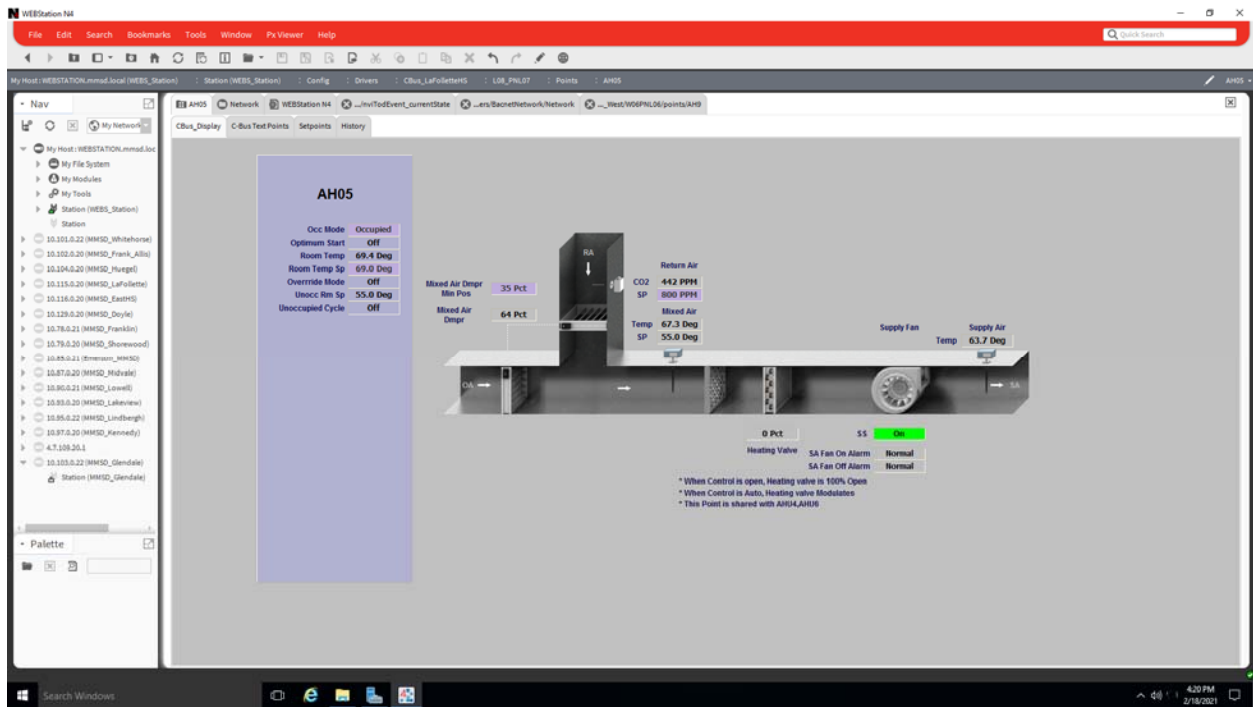 WEBStation N4
File Edit Search Bookmarks Tools Window Px Viewer Help
Quick Search
My Host : WEBSTATION.mmsd.local (WEBS_Station) : Station (WEBS_Station) : Config : Drivers : CBus_LaFolletteHS : L08_PNL07 : Points : AH05
AH05
Nav
AH05 Network WEBStation N4 .../nviTodEvent_currentState ...ers/BacnetNetwork/Network ..._West/W06PNL06/points/AH9
My Network
CBus_Display C-Bus Text Points Setpoints History
My Host : WEBSTATION.mmsd.loc
My File System
My Modules
My Tools
Station (WEBS_Station)
Station
10.101.0.22 (MMSD_Whitehorse)
10.102.0.20 (MMSD_Frank_Allis)
10.104.0.20 (MMSD_Huegel)
10.115.0.20 (MMSD_LaFollette)
10.116.0.20 (MMSD_EastHS)
10.129.0.20 (MMSD_Doyle)
10.78.0.21 (MMSD_Franklin)
10.79.0.20 (MMSD_Shorewood)
10.85.0.21 (Emerson_MMSD)
10.87.0.20 (MMSD_Midvale)
10.90.0.21 (MMSD_Lowell)
10.93.0.20 (MMSD_Lakeview)
10.95.0.22 (MMSD_Lindbergh)
10.97.0.20 (MMSD_Kennedy)
4.7.109.20.1
10.103.0.22 (MMSD_Glendale)
Station (MMSD_Glendale)
Palette
AH05
Occ Mode Occupied
Optimum Start Off
Room Temp 69.4 Deg
Room Temp Sp 69.0 Deg
Override Mode Off
Unocc Rm Sp 55.0 Deg
Unoccupied Cycle Off
Mixed Air Dmpr
Min Pos
35 Pct
Mixed Air
Dmpr
64 Pct
RA
Return Air
CO2 442 PPM
SP 800 PPM
Mixed Air
Temp 67.3 Deg
SP 55.0 Deg
Supply Fan
Supply Air
Temp 63.7 Deg
OA
SA
0 Pct
Heating Valve
SS On
SA Fan On Alarm Normal
SA Fan Off Alarm Normal
* When Control is open, Heating valve is 100% Open
* When Control is Auto, Heating valve Modulates
* This Point is shared with AHU4,AHU6
Search Windows
4:20 PM
2/18/2021